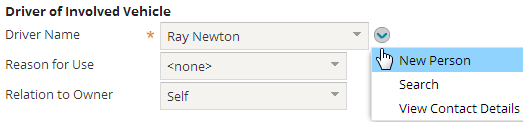 Driver of Involved Vehicle
Driver Name * Ray Newton
New Person
Reason for Use <none>
Search
Relation to Owner Self
View Contact Details